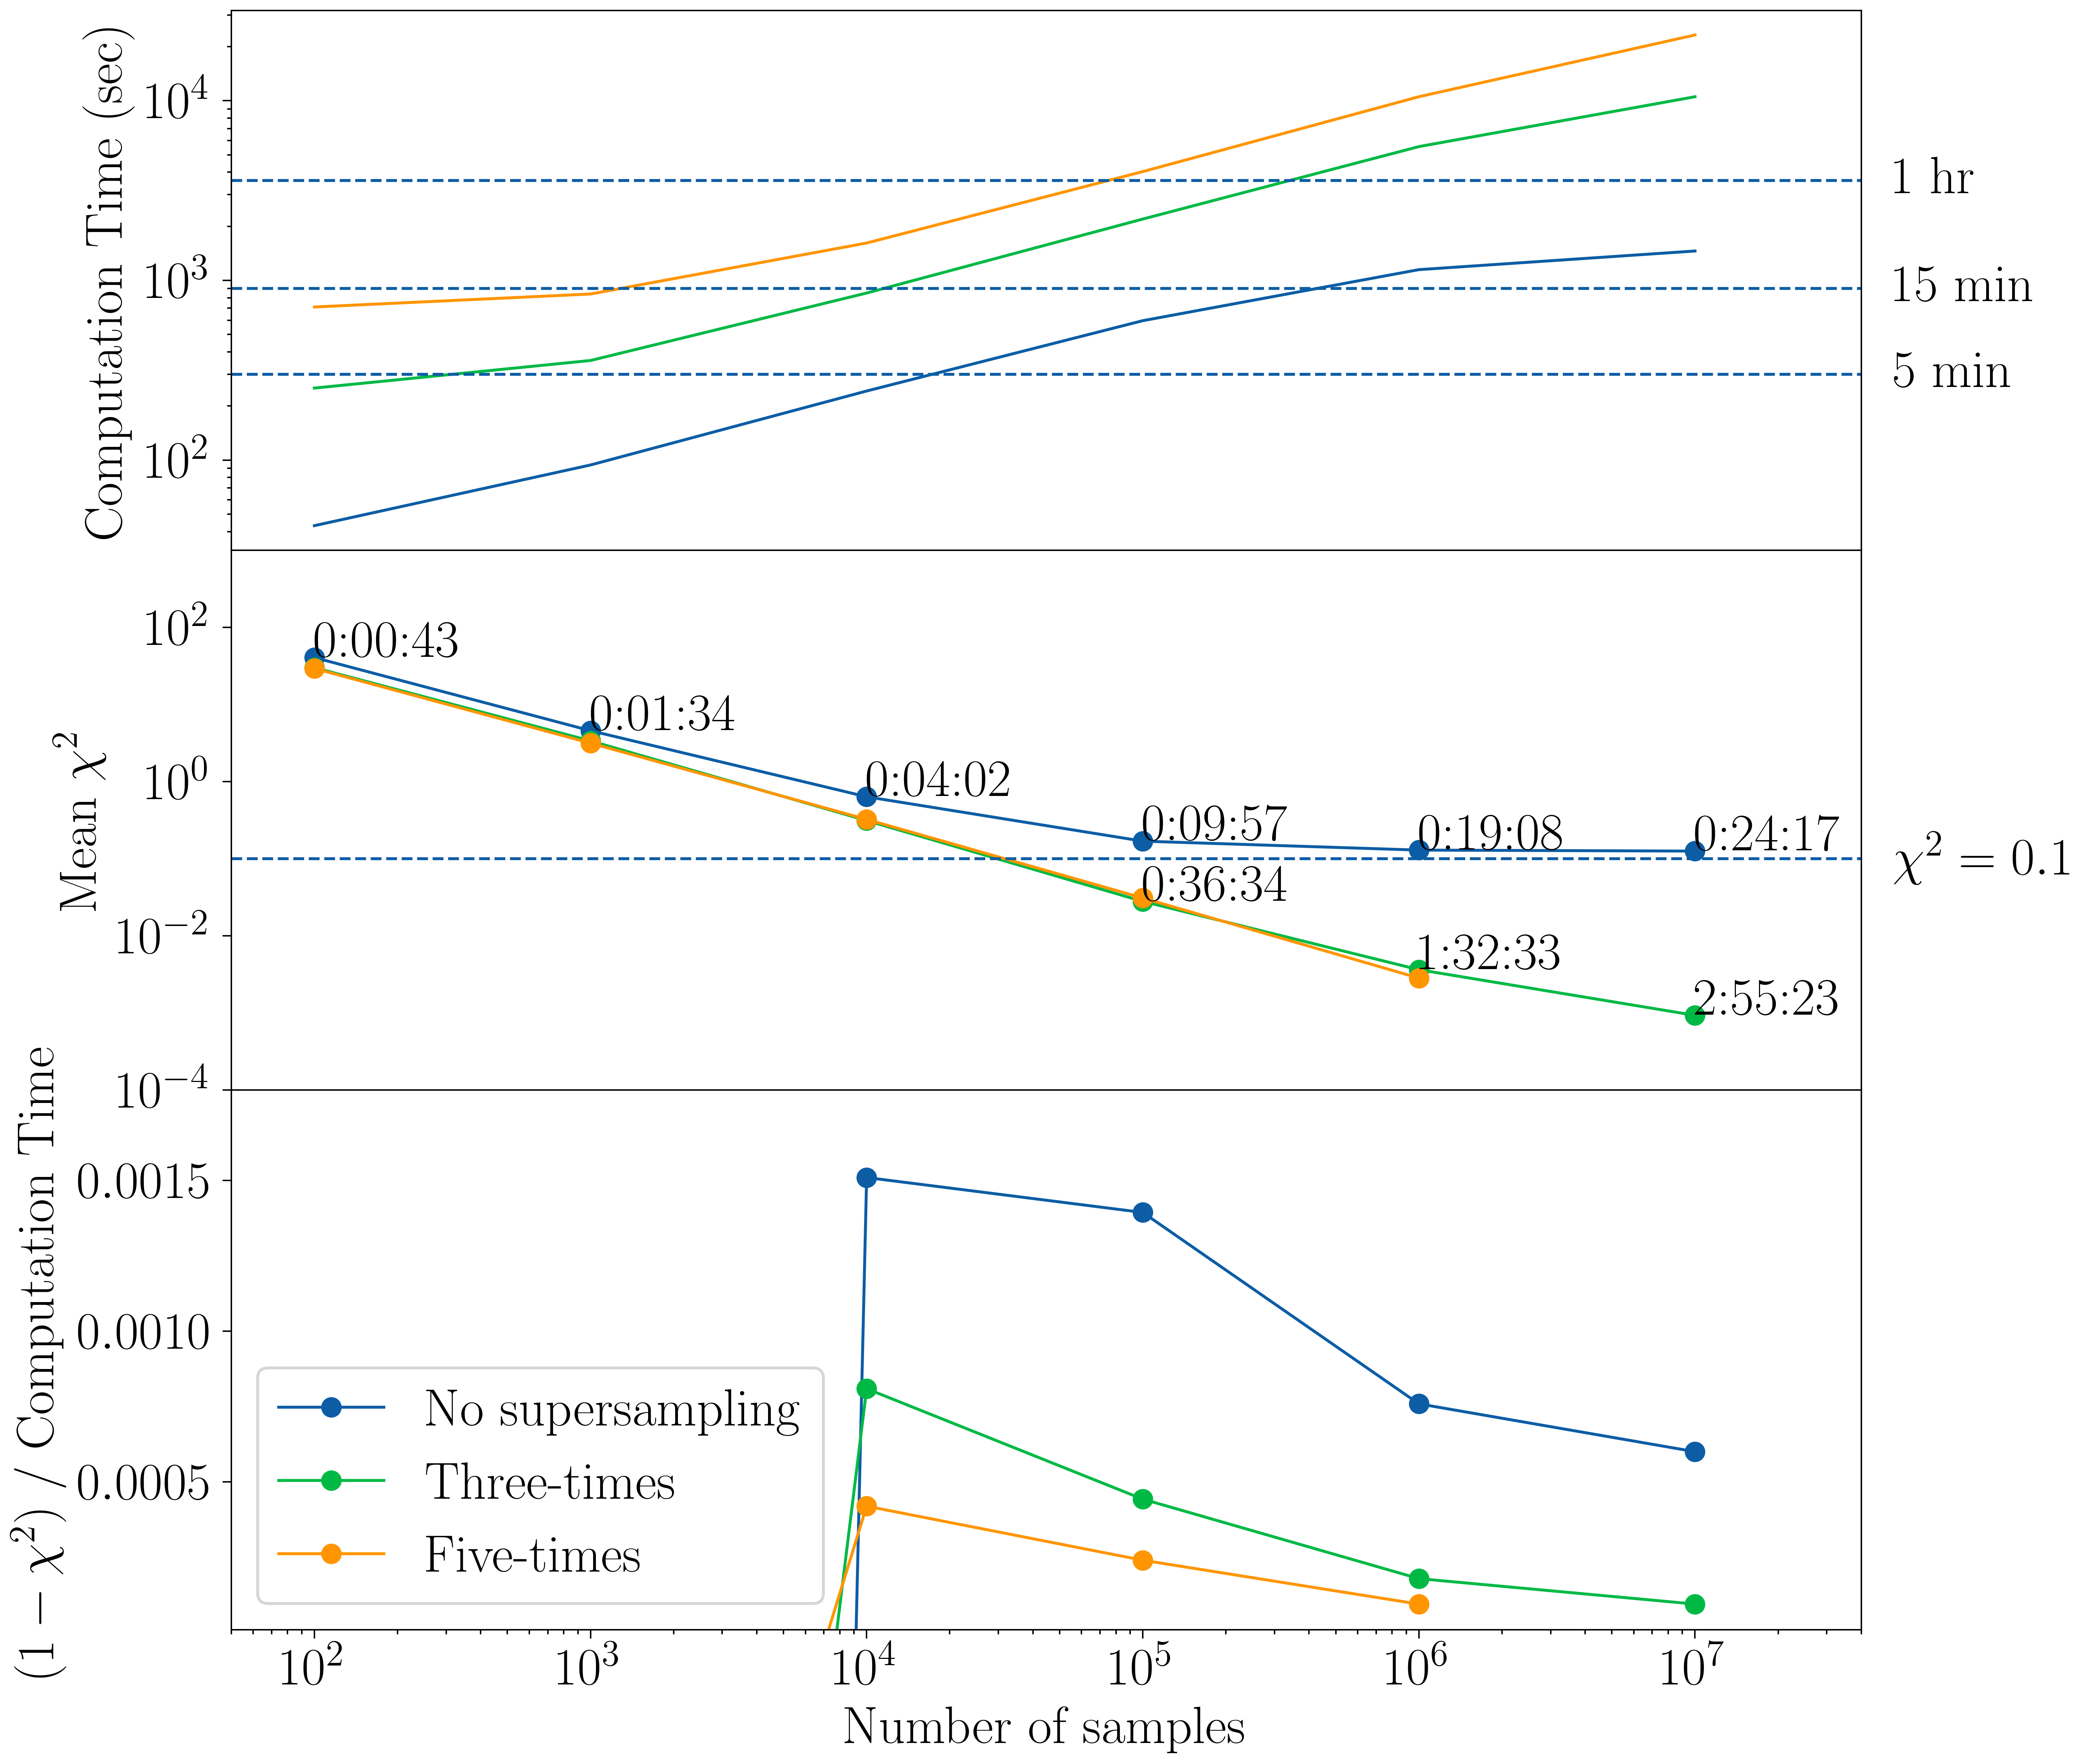 Computation Time (sec)
10^4
10^3
10^2
1 hr
15 min
5 min
Mean χ^2
10^2
10^0
10^−2
10^−4
0:00:43
0:01:34
0:04:02
0:09:57
0:19:08
0:24:17
0:36:34
1:32:33
2:55:23
χ^2 = 0.1
(1 − χ^2) / Computation Time
0.0015
0.0010
0.0005
No supersampling
Three-times
Five-times
10^2 10^3 10^4 10^5 10^6 10^7
Number of samples